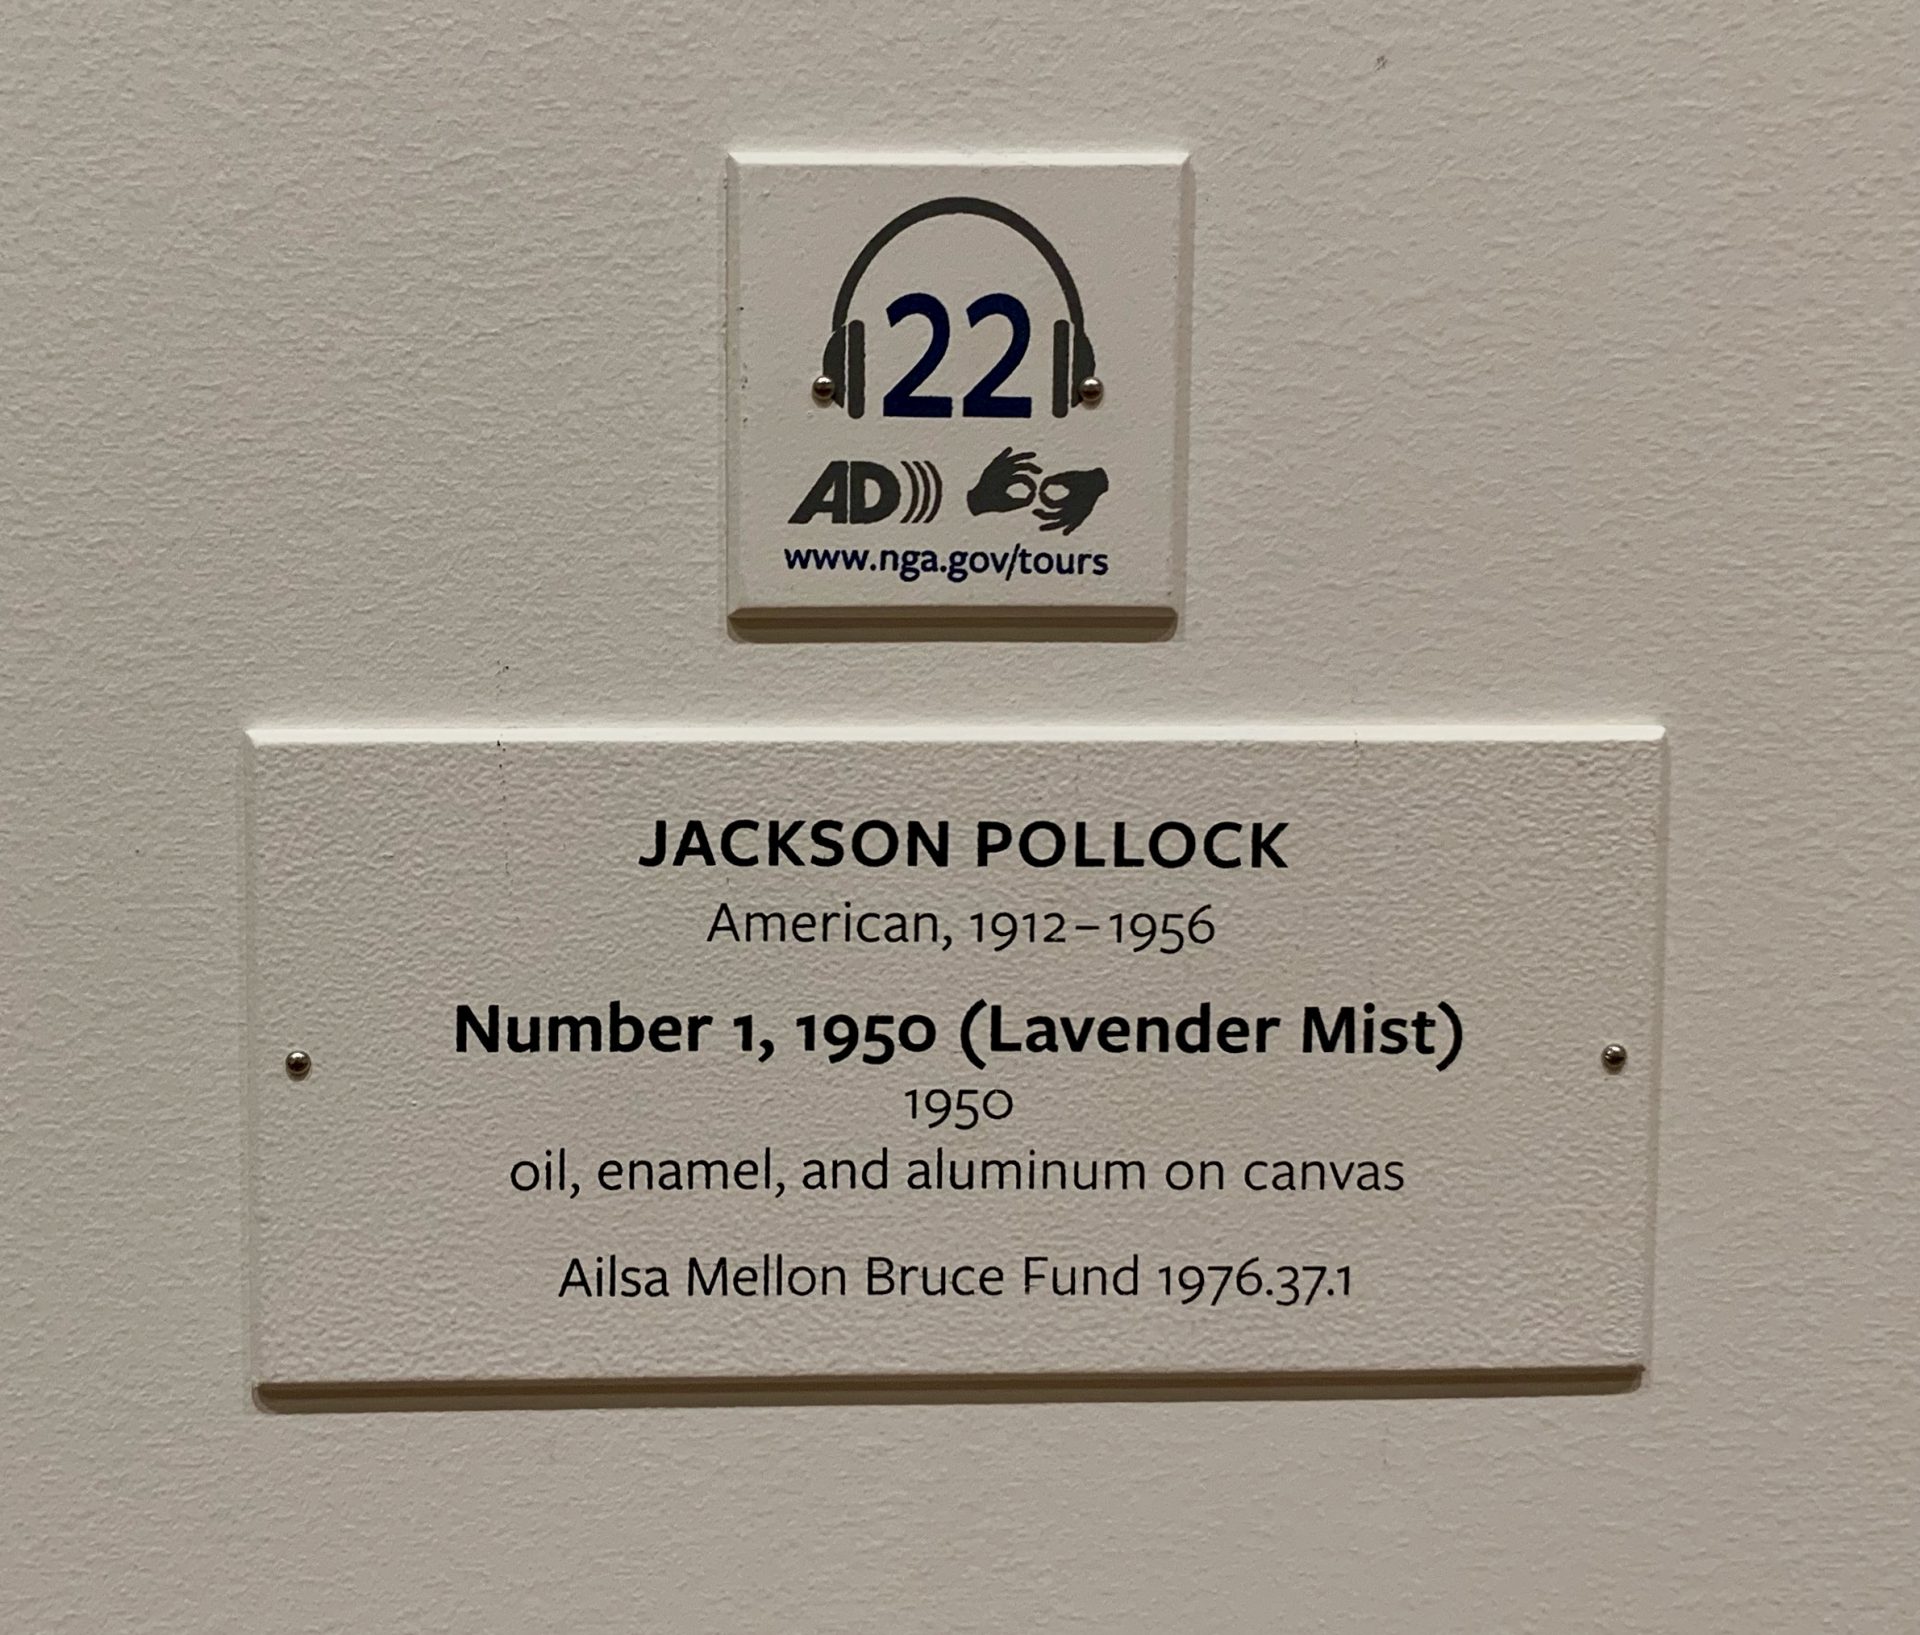 22
AD)))
www.nga.gov/tours
JACKSON POLLOCK
American, 1912–1956
Number 1, 1950 (Lavender Mist)
1950
oil, enamel, and aluminum on canvas
Ailsa Mellon Bruce Fund 1976.37.1